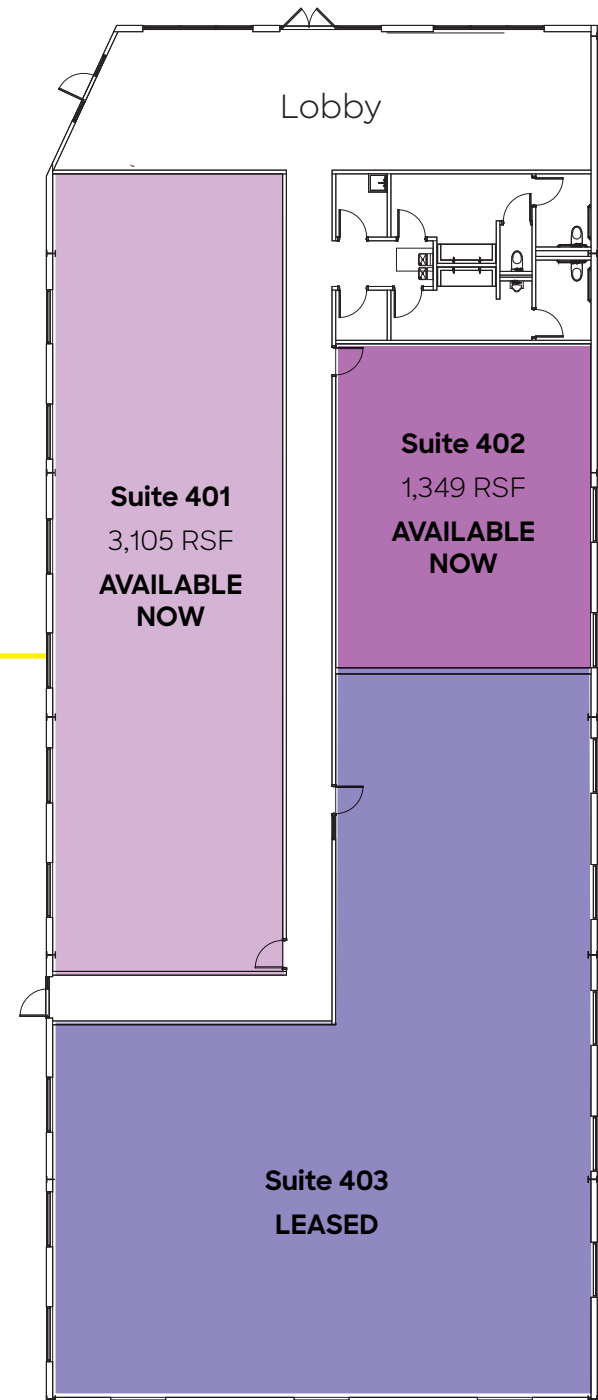 Lobby
Suite 401
3,105 RSF
AVAILABLE
NOW
Suite 402
1,349 RSF
AVAILABLE
NOW
Suite 403
LEASED